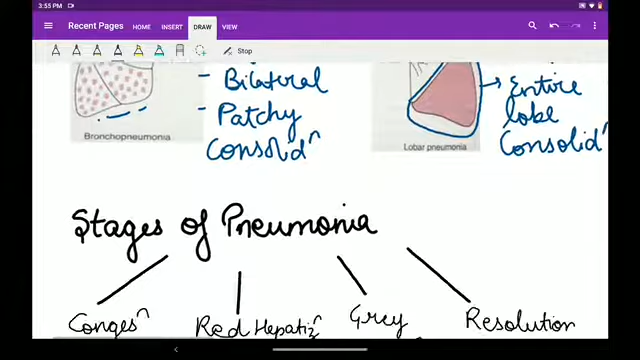 3:55 PM
Recent Pages HOME INSERT DRAW VIEW
Stop
- Bilateral
- Patchy
Consolidⁿ
Bronchopneumonia
Entire
lobe
Consolidⁿ
Lobar pneumonia
Stages of Pneumonia
Congesⁿ Red Hepatizⁿ Grey Resolution